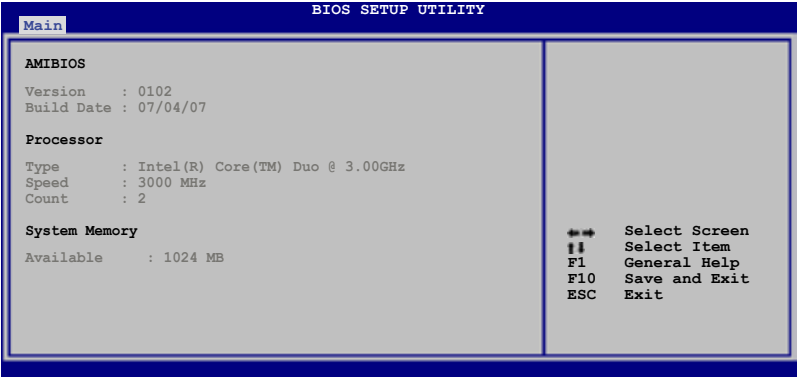 BIOS SETUP UTILITY
Main
AMIBIOS
Version : 0102
Build Date : 07/04/07
Processor
Type : Intel(R) Core(TM) Duo @ 3.00GHz
Speed : 3000 MHz
Count : 2
System Memory
Available : 1024 MB
←→ Select Screen
↑↓ Select Item
F1 General Help
F10 Save and Exit
ESC Exit